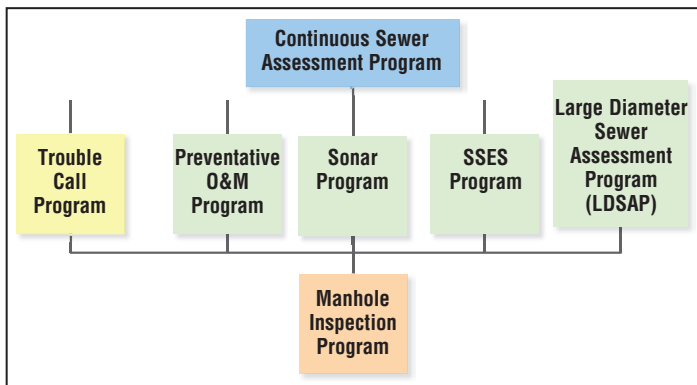 Continuous Sewer
Assessment Program
Trouble
Call
Program
Preventative
O&M
Program
Sonar
Program
SSES
Program
Large Diameter
Sewer
Assessment
Program
(LDSAP)
Manhole
Inspection
Program